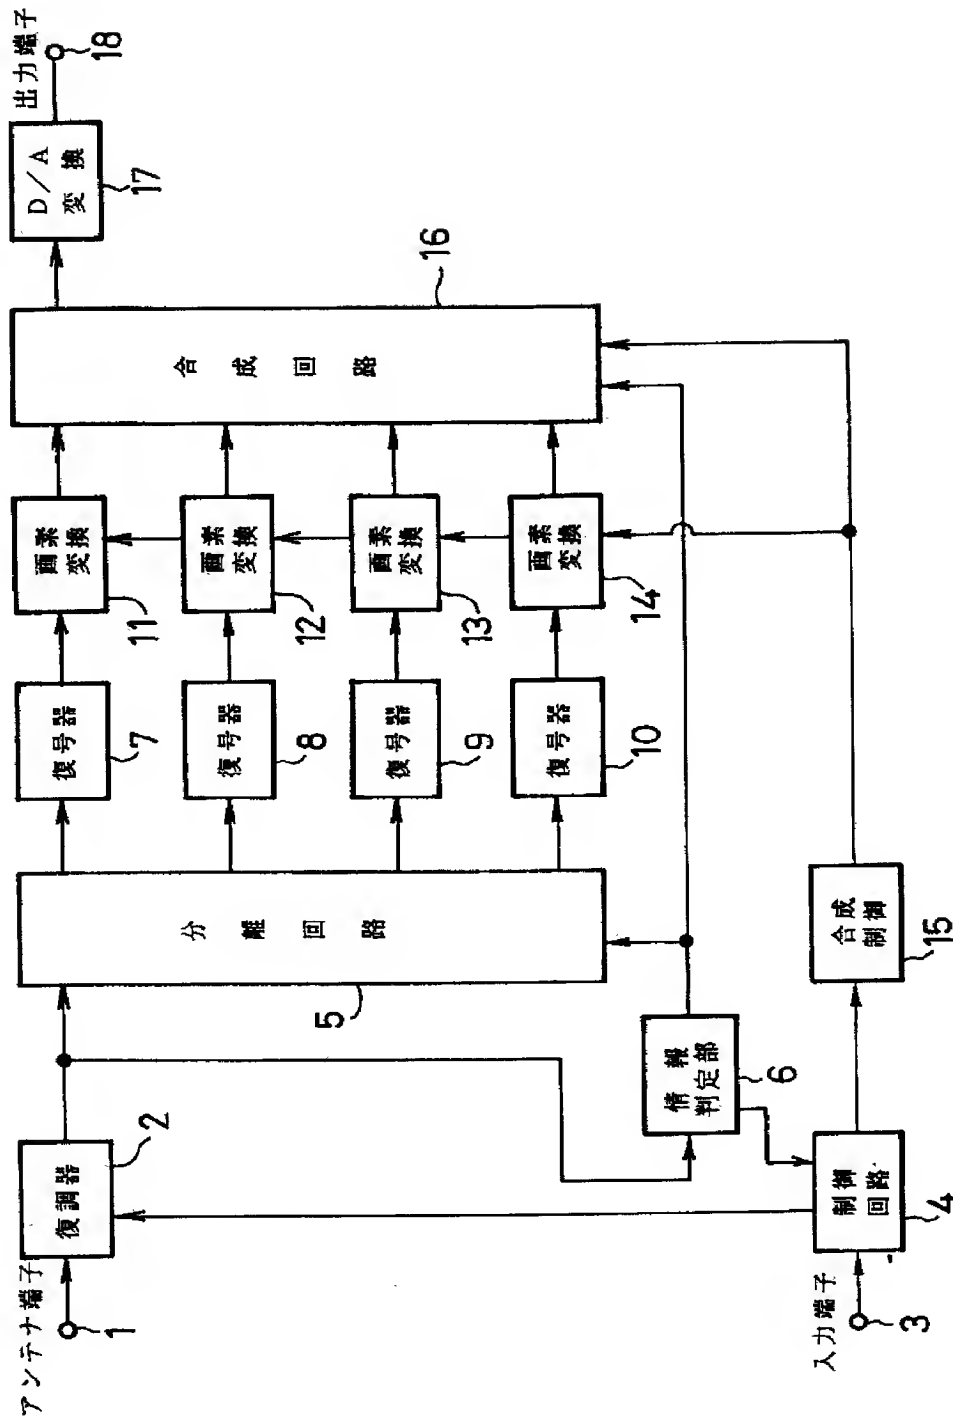 アンテナ端子
1
復調器
2
入力端子
3
制御
回路
4
分離回路
5
情報
判定部
6
復号器
7
復号器
8
復号器
9
復号器
10
画素
変換
11
画素
変換
12
画素
変換
13
画素
変換
14
合成
制御
15
合成回路
16
D/A
変換
17
出力端子
18